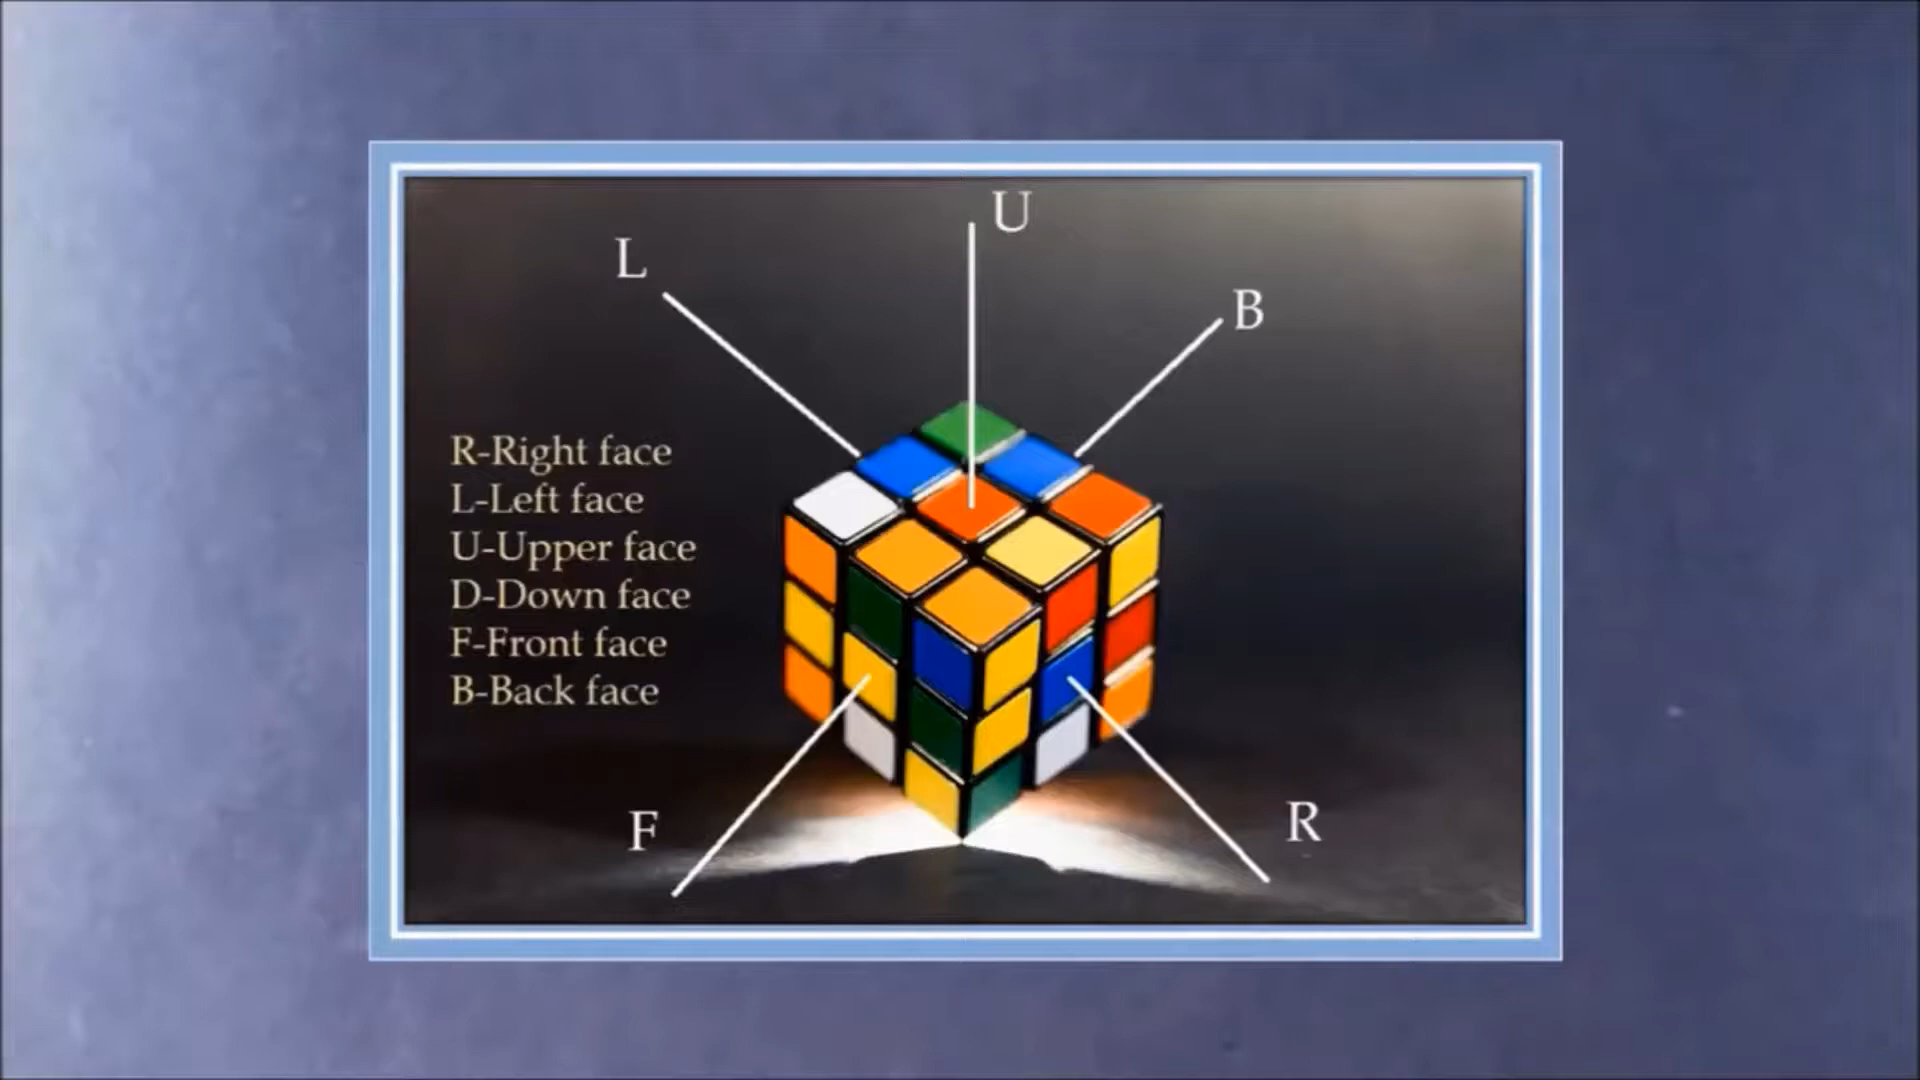 U
L
B
R-Right face
L-Left face
U-Upper face
D-Down face
F-Front face
B-Back face
F
R